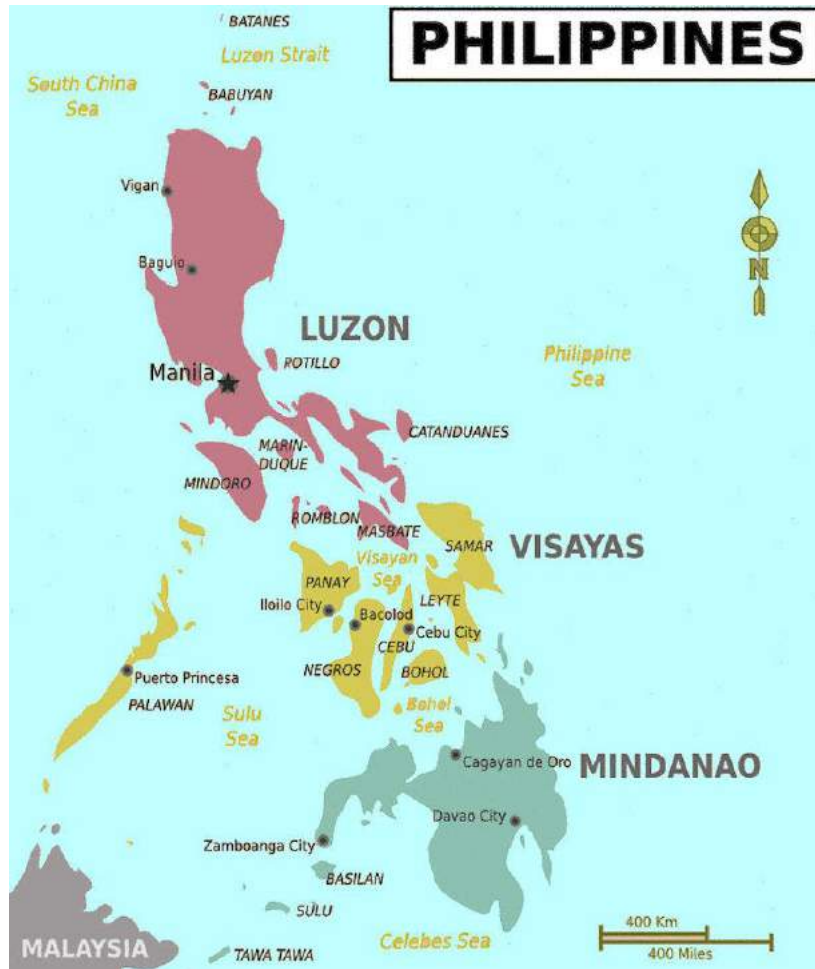 PHILIPPINES
BATANES
Luzon Strait
South China
Sea
BABUYAN
Vigan
Baguio
N
LUZON
ROTILLO
Philippine
Sea
Manila
CATANDUANES
MARIN-
DUQUE
MINDORO
ROMBLON
MASBATE
SAMAR
VISAYAS
Visayan
Sea
PANAY
LEYTE
Iloilo City
Bacolod
Cebu City
CEBU
NEGROS
BOHOL
Puerto Princesa
PALAWAN
Sulu
Sea
Bohol
Sea
Cagayan de Oro
MINDANAO
Davao City
Zamboanga City
BASILAN
SULU
TAWA TAWA
Celebes Sea
MALAYSIA
400 Km
400 Miles